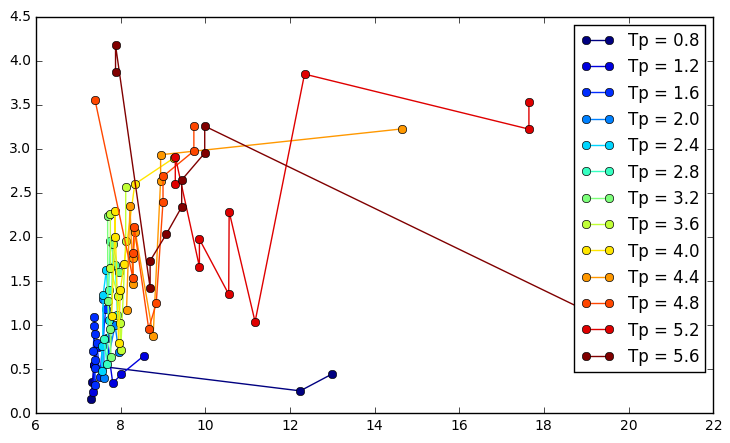 4.5
4.0
3.5
3.0
2.5
2.0
1.5
1.0
0.5
0.0
6 8 10 12 14 16 18 20 22
Tp = 0.8
Tp = 1.2
Tp = 1.6
Tp = 2.0
Tp = 2.4
Tp = 2.8
Tp = 3.2
Tp = 3.6
Tp = 4.0
Tp = 4.4
Tp = 4.8
Tp = 5.2
Tp = 5.6